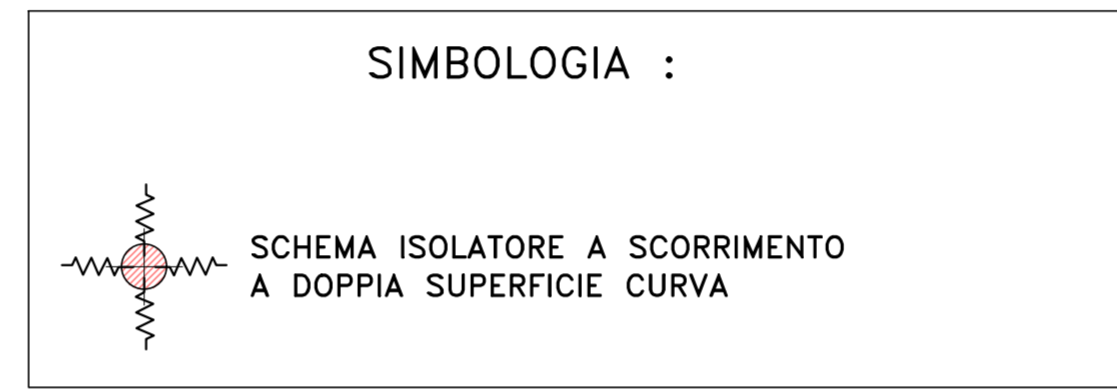 SIMBOLOGIA :
SCHEMA ISOLATORE A SCORRIMENTO
A DOPPIA SUPERFICIE CURVA